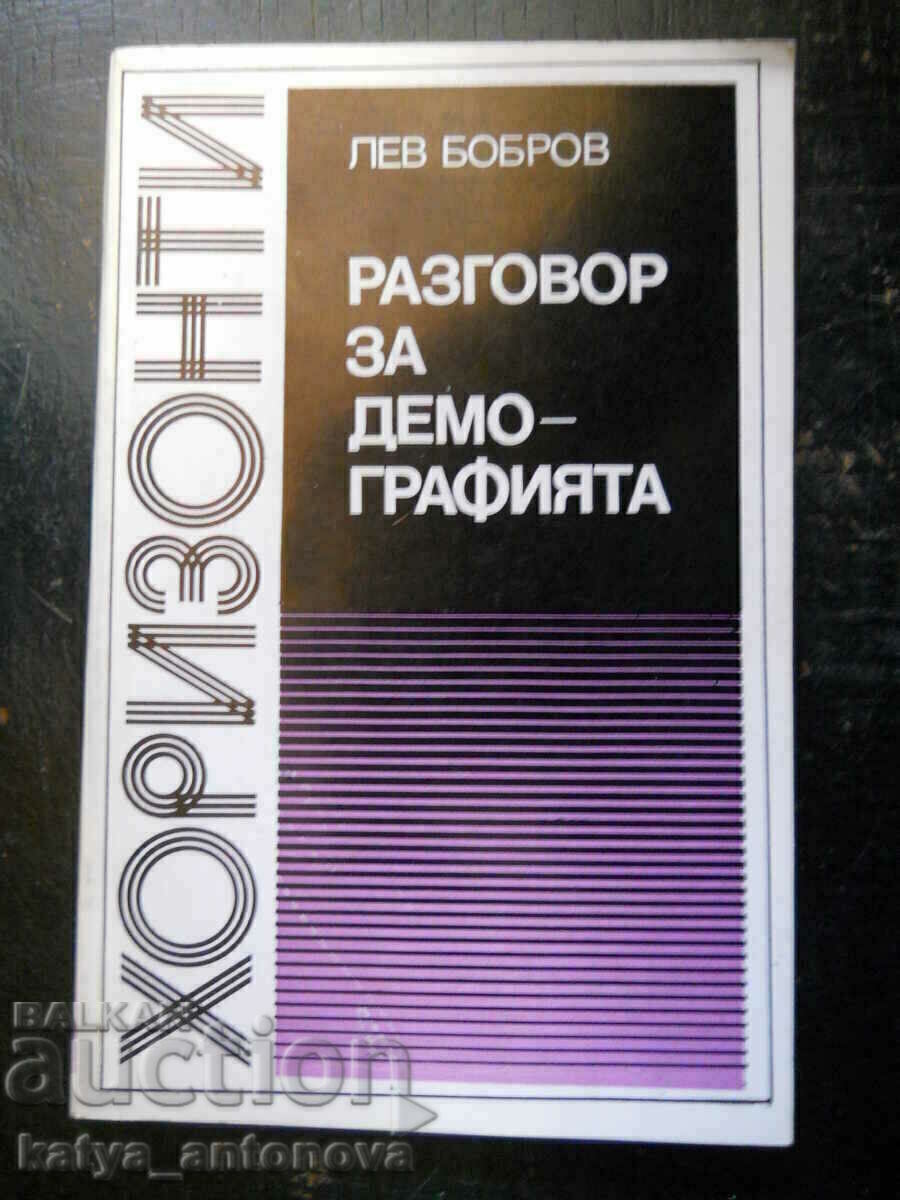 ХОРИЗОНТИ
ЛЕВ БОБРОВ
РАЗГОВОР
ЗА
ДЕМО-
ГРАФИЯТА
BALKAN
auction
katya_antonova